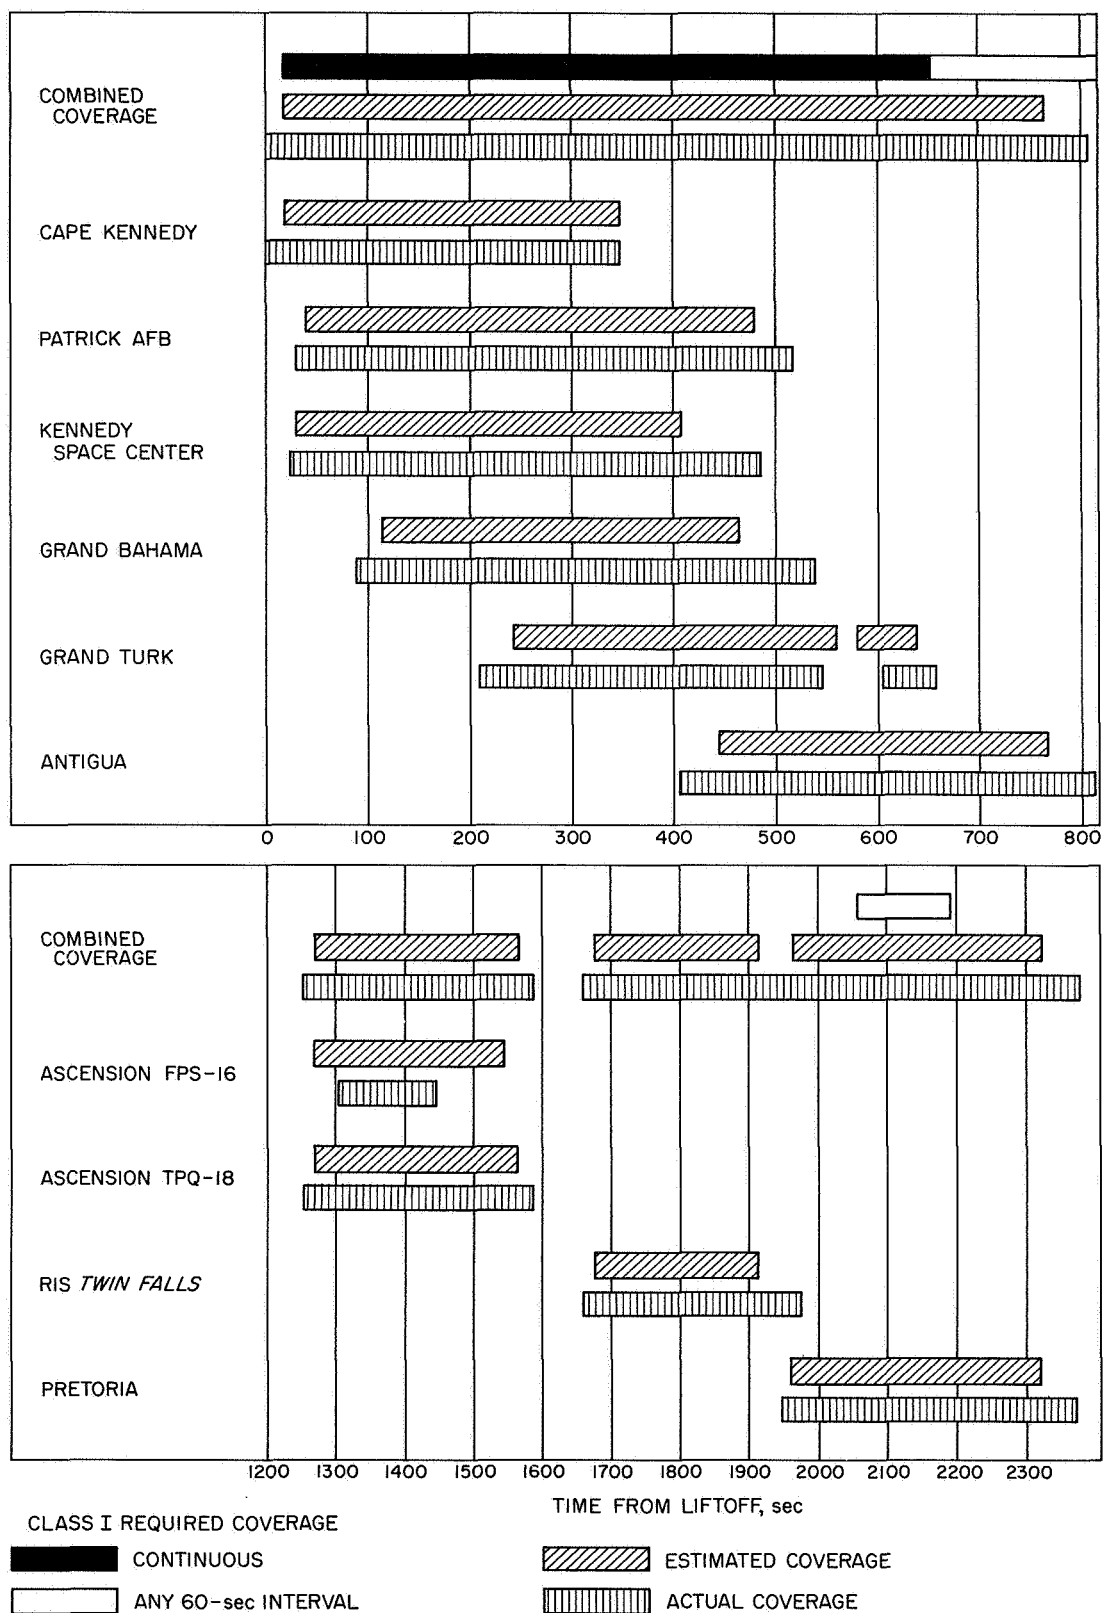 COMBINED
COVERAGE
CAPE KENNEDY
PATRICK AFB
KENNEDY
SPACE CENTER
GRAND BAHAMA
GRAND TURK
ANTIGUA
0 100 200 300 400 500 600 700 800
COMBINED
COVERAGE
ASCENSION FPS-16
ASCENSION TPQ-18
RIS TWIN FALLS
PRETORIA
1200 1300 1400 1500 1600 1700 1800 1900 2000 2100 2200 2300
TIME FROM LIFTOFF, sec
CLASS I REQUIRED COVERAGE
CONTINUOUS
ESTIMATED COVERAGE
ANY 60-sec INTERVAL
ACTUAL COVERAGE